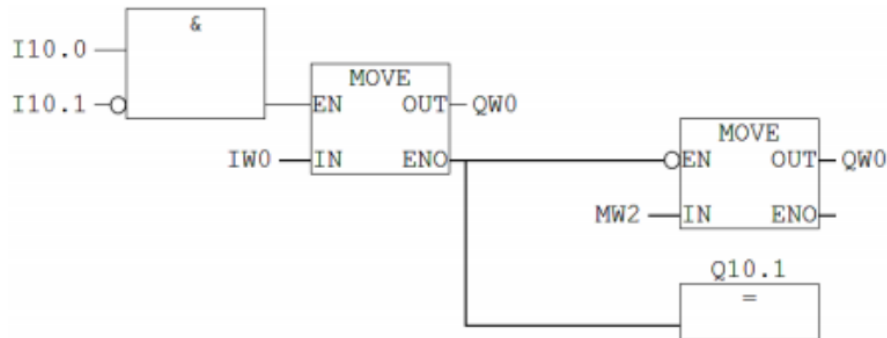 &
I10.0
I10.1
MOVE
EN OUT QW0
IW0 IN ENO
MOVE
EN OUT QW0
MW2 IN ENO
Q10.1
=